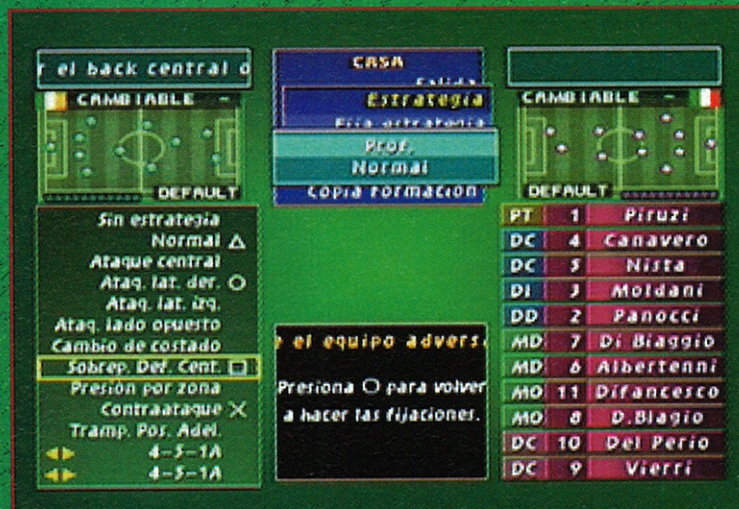 r el back central o
CAMBIABLE -
DEFAULT
Sin estrategia
Normal △
Ataque central
Ataq. lat. der. ○
Ataq. lat. izq.
Ataq. lado opuesto
Cambio de costado
Sobrep. Def. Cent. □
Presión por zona
Contraataque ✕
Tramp. Pos. Adel.
4-5-1A
4-5-1A
CASA
Salida
Estrategia
Fija estrategia
Prof.
Normal
Copia formación
e el equipo advers
Presiona ○ para volver
a hacer las fijaciones.
CAMBIABLE -
DEFAULT
PT 1 Piruzi
DC 4 Canavero
DC 5 Nista
DI 3 Moldani
DD 2 Panocci
MD 7 Di Biaggio
MD 6 Albertenni
MO 11 Difancesco
MO 8 D.Blagio
DC 10 Del Perio
DC 9 Vierri